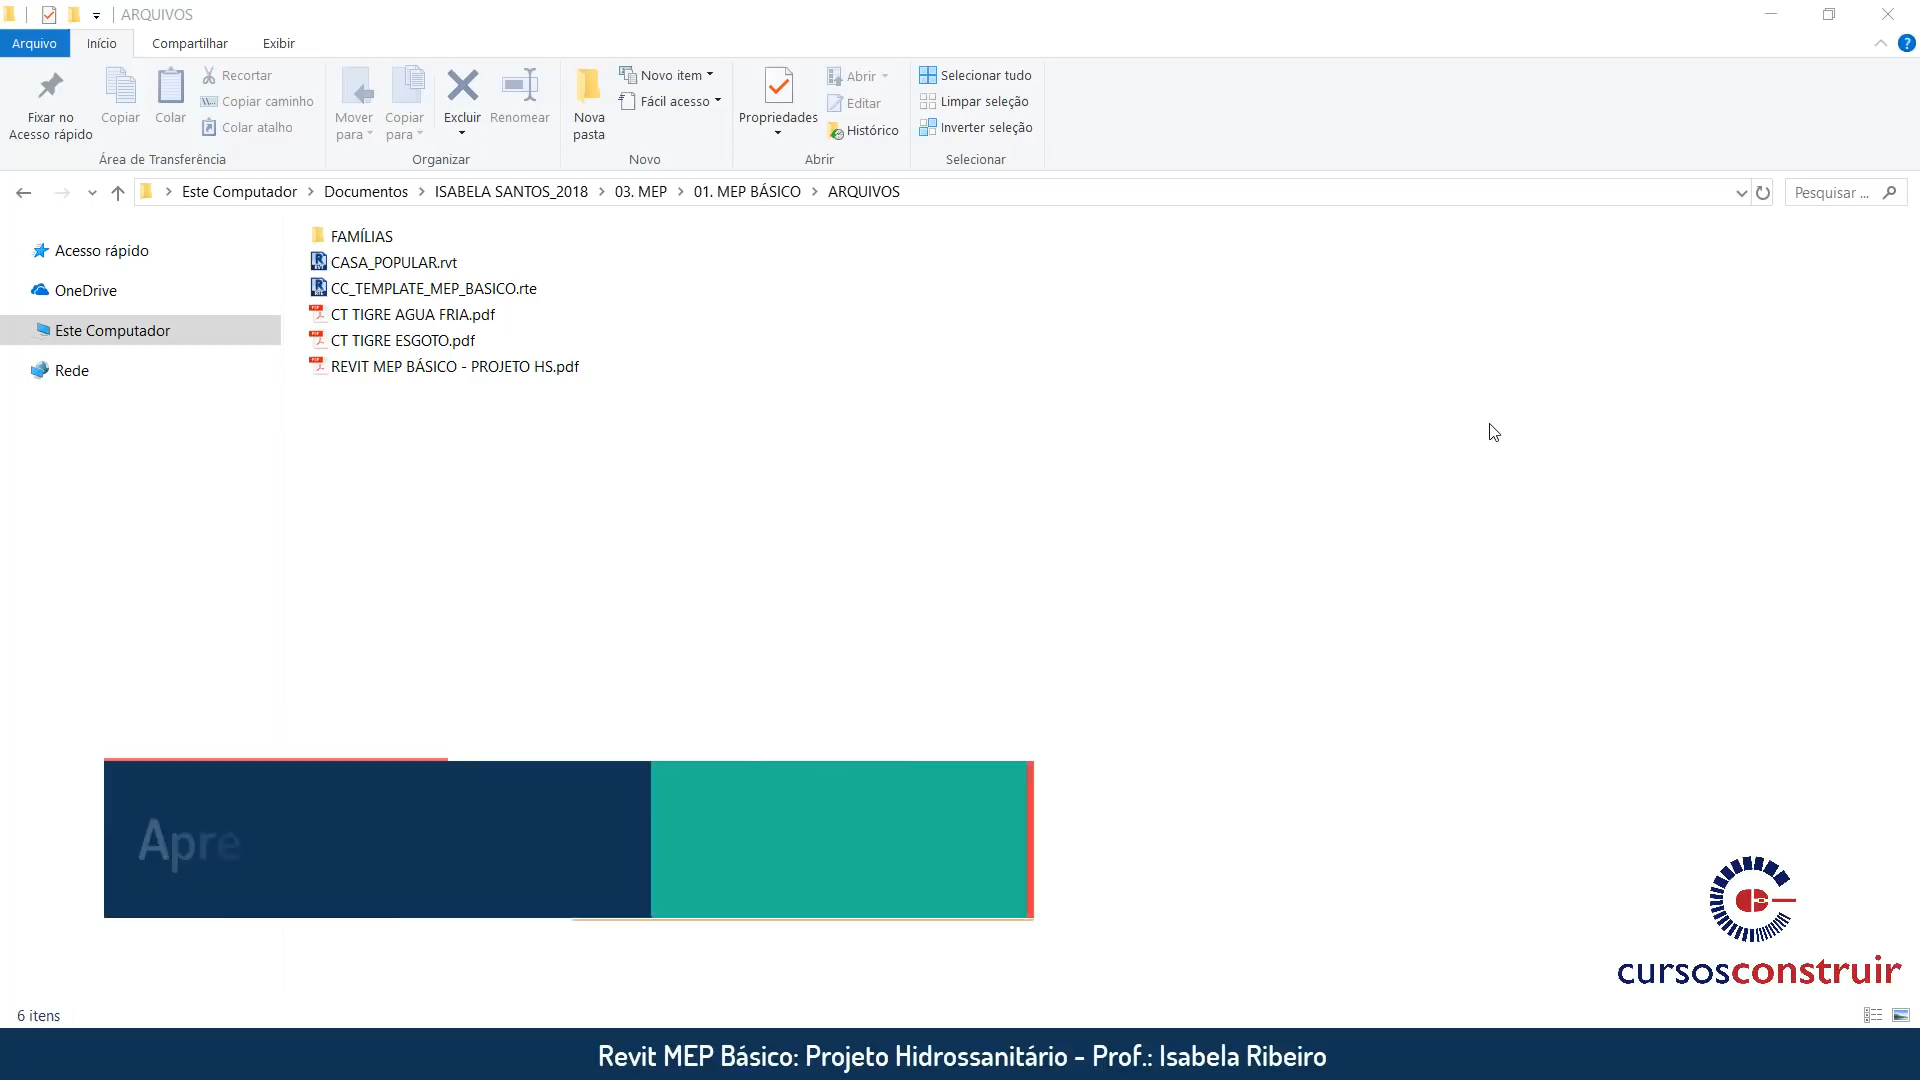 ARQUIVOS
Arquivo Início Compartilhar Exibir
Fixar no Acesso rápido
Copiar
Colar
Recortar
Copiar caminho
Colar atalho
Área de Transferência
Mover para
Copiar para
Excluir
Renomear
Organizar
Nova pasta
Novo item
Fácil acesso
Novo
Propriedades
Abrir
Editar
Histórico
Abrir
Selecionar tudo
Limpar seleção
Inverter seleção
Selecionar
Este Computador > Documentos > ISABELA SANTOS_2018 > 03. MEP > 01. MEP BÁSICO > ARQUIVOS
Pesquisar ...
Acesso rápido
OneDrive
Este Computador
Rede
FAMÍLIAS
CASA_POPULAR.rvt
CC_TEMPLATE_MEP_BASICO.rte
CT TIGRE AGUA FRIA.pdf
CT TIGRE ESGOTO.pdf
REVIT MEP BÁSICO - PROJETO HS.pdf
Apre
cursosconstruir
6 itens
Revit MEP Básico: Projeto Hidrossanitário - Prof.: Isabela Ribeiro